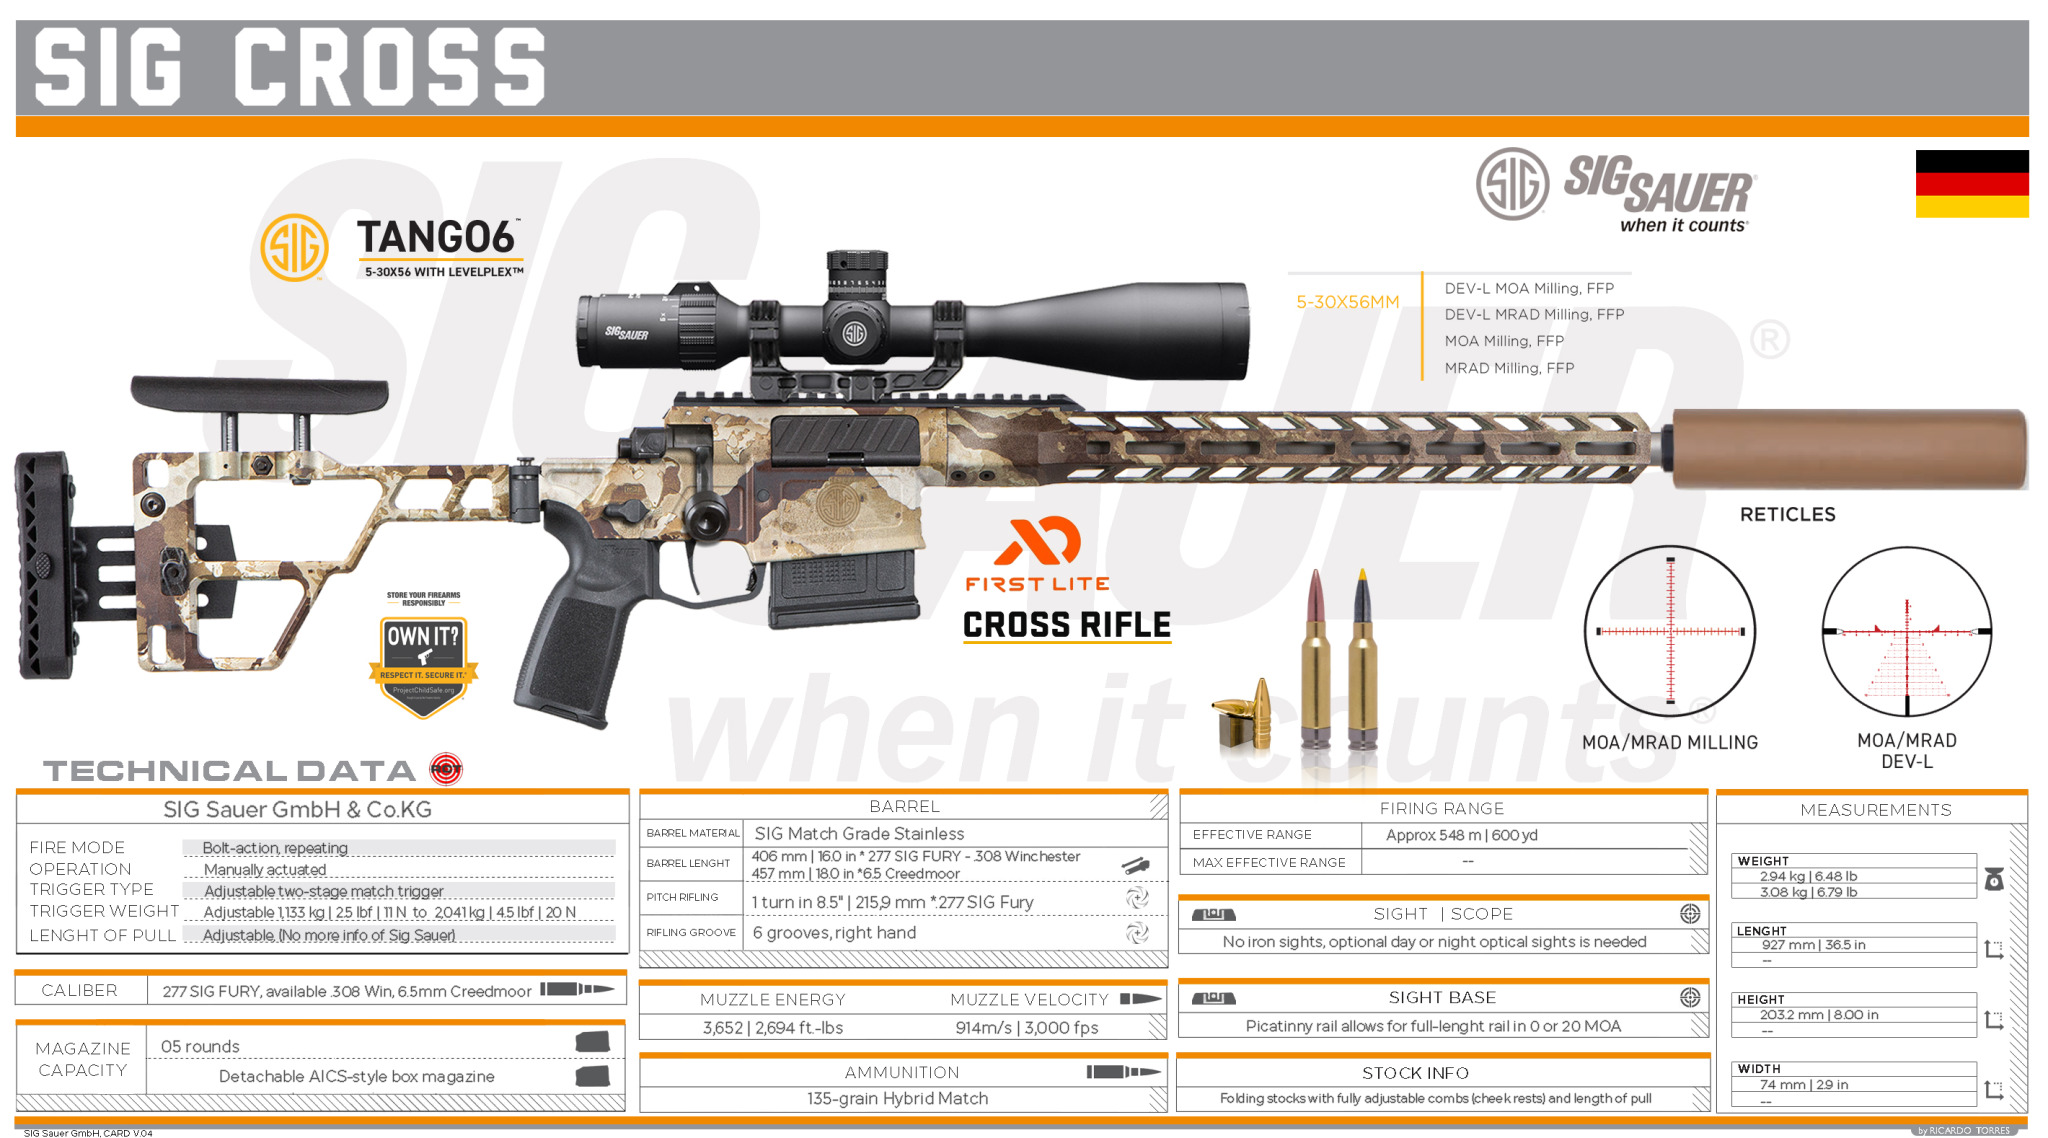 SIG CROSS
SIG
TANGO6™
5-30X56 WITH LEVELPLEX™
SIG SAUER®
when it counts®
5-30X56MM
DEV-L MOA Milling, FFP
DEV-L MRAD Milling, FFP
MOA Milling, FFP
MRAD Milling, FFP
SIG SAUER
SIG
SIG SAUER®
when it counts®
RETICLES
MOA/MRAD MILLING
MOA/MRAD
DEV-L
FIRST LITE
CROSS RIFLE
STORE YOUR FIREARMS
RESPONSIBLY
OWN IT?
RESPECT IT. SECURE IT.
ProjectChildSafe.org
TECHNICAL DATA
SIG Sauer GmbH & Co.KG
FIRE MODE Bolt-action, repeating
OPERATION Manually actuated
TRIGGER TYPE Adjustable two-stage match trigger
TRIGGER WEIGHT Adjustable 1,133 kg | 2.5 lbf | 11 N to 2,041 kg | 4.5 lbf | 20 N
LENGHT OF PULL Adjustable, (No more info of Sig Sauer)
CALIBER 277 SIG FURY, available .308 Win, 6.5mm Creedmoor
MAGAZINE
CAPACITY
05 rounds
Detachable AICS-style box magazine
BARREL
BARREL MATERIAL SIG Match Grade Stainless
BARREL LENGHT 406 mm | 16.0 in * 277 SIG FURY - .308 Winchester
457 mm | 18.0 in *6.5 Creedmoor
PITCH RIFLING 1 turn in 8.5" | 215,9 mm *.277 SIG Fury
RIFLING GROOVE 6 grooves, right hand
MUZZLE ENERGY MUZZLE VELOCITY
3,652 | 2,694 ft.-lbs 914m/s | 3,000 fps
AMMUNITION
135-grain Hybrid Match
FIRING RANGE
EFFECTIVE RANGE Approx 548 m | 600 yd
MAX EFFECTIVE RANGE --
SIGHT | SCOPE
No iron sights, optional day or night optical sights is needed
SIGHT BASE
Picatinny rail allows for full-lenght rail in 0 or 20 MOA
STOCK INFO
Folding stocks with fully adjustable combs (cheek rests) and length of pull
MEASUREMENTS
WEIGHT
2.94 kg | 6.48 lb
3.08 kg | 6.79 lb
LENGHT
927 mm | 36.5 in
--
HEIGHT
203.2 mm | 8.00 in
--
WIDTH
74 mm | 2.9 in
--
SIG Sauer GmbH, CARD V.04
by RICARDO TORRES